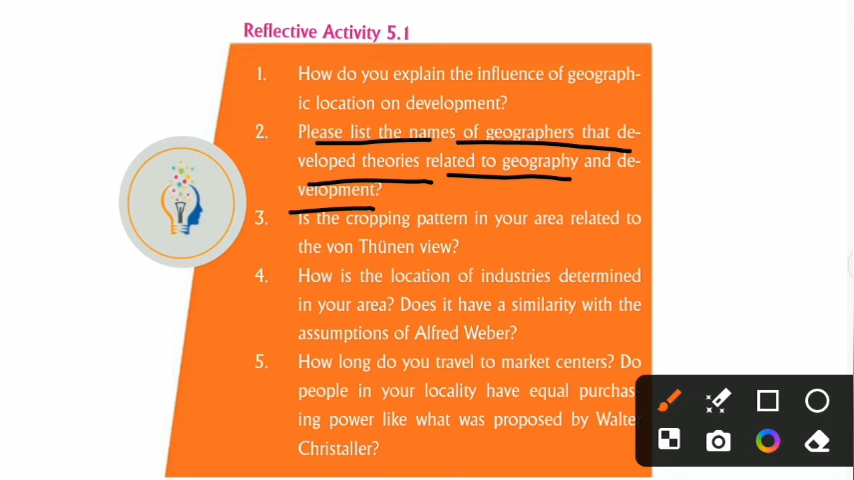 Reflective Activity 5.1
1. How do you explain the influence of geograph-
ic location on development?
2. Please list the names of geographers that de-
veloped theories related to geography and de-
velopment?
3. Is the cropping pattern in your area related to
the von Thünen view?
4. How is the location of industries determined
in your area? Does it have a similarity with the
assumptions of Alfred Weber?
5. How long do you travel to market centers? Do
people in your locality have equal purchas-
ing power like what was proposed by Walter
Christaller?